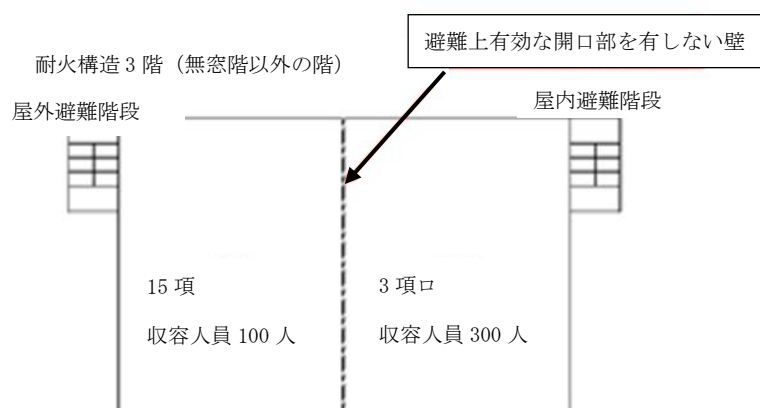 避難上有効な開口部を有しない壁
耐火構造3階（無窓階以外の階）
屋外避難階段
屋内避難階段
15項
収容人員100人
3項ロ
収容人員300人